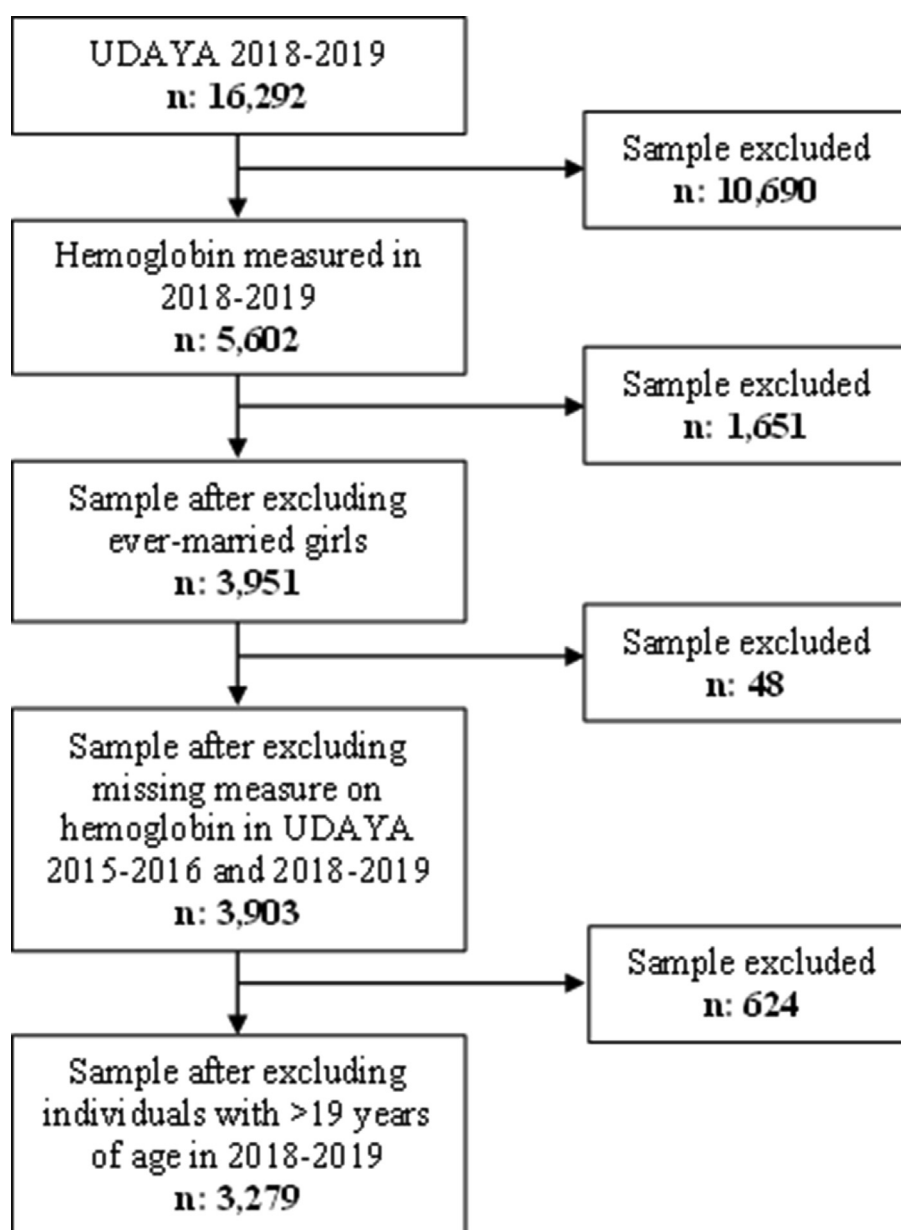 UDAYA 2018-2019
n: 16,292
Sample excluded
n: 10,690
Hemoglobin measured in
2018-2019
n: 5,602
Sample excluded
n: 1,651
Sample after excluding
ever-married girls
n: 3,951
Sample excluded
n: 48
Sample after excluding
missing measure on
hemoglobin in UDAYA
2015-2016 and 2018-2019
n: 3,903
Sample excluded
n: 624
Sample after excluding
individuals with >19 years
of age in 2018-2019
n: 3,279